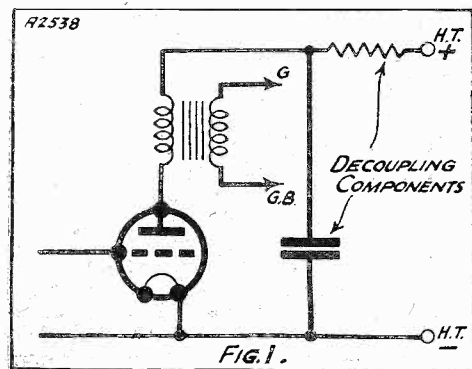 A2538
H.T.
+
G
G.B.
DECOUPLING
COMPONENTS
H.T.
—
FIG.1.